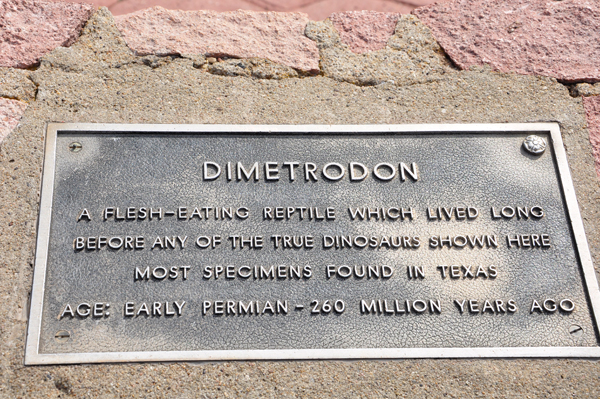 DIMETRODON
A FLESH-EATING REPTILE WHICH LIVED LONG
BEFORE ANY OF THE TRUE DINOSAURS SHOWN HERE
MOST SPECIMENS FOUND IN TEXAS
AGE: EARLY PERMIAN - 260 MILLION YEARS AGO